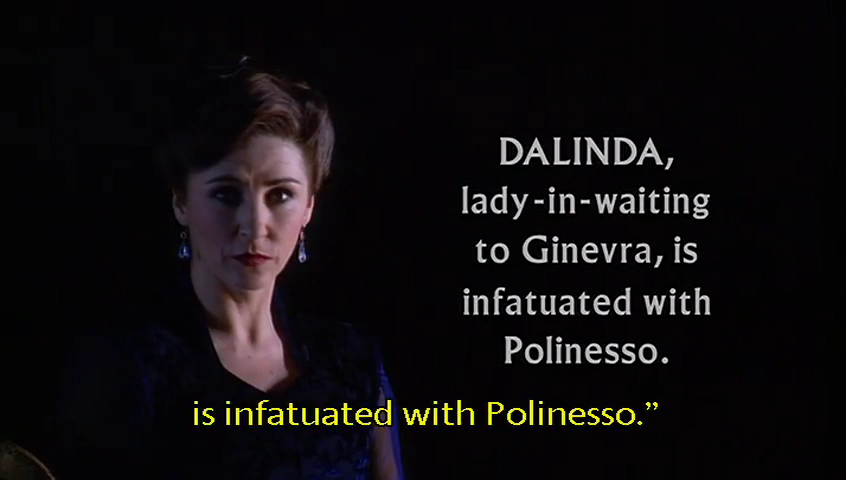 DALINDA,
lady-in-waiting
to Ginevra, is
infatuated with
Polinesso.
is infatuated with Polinesso.”